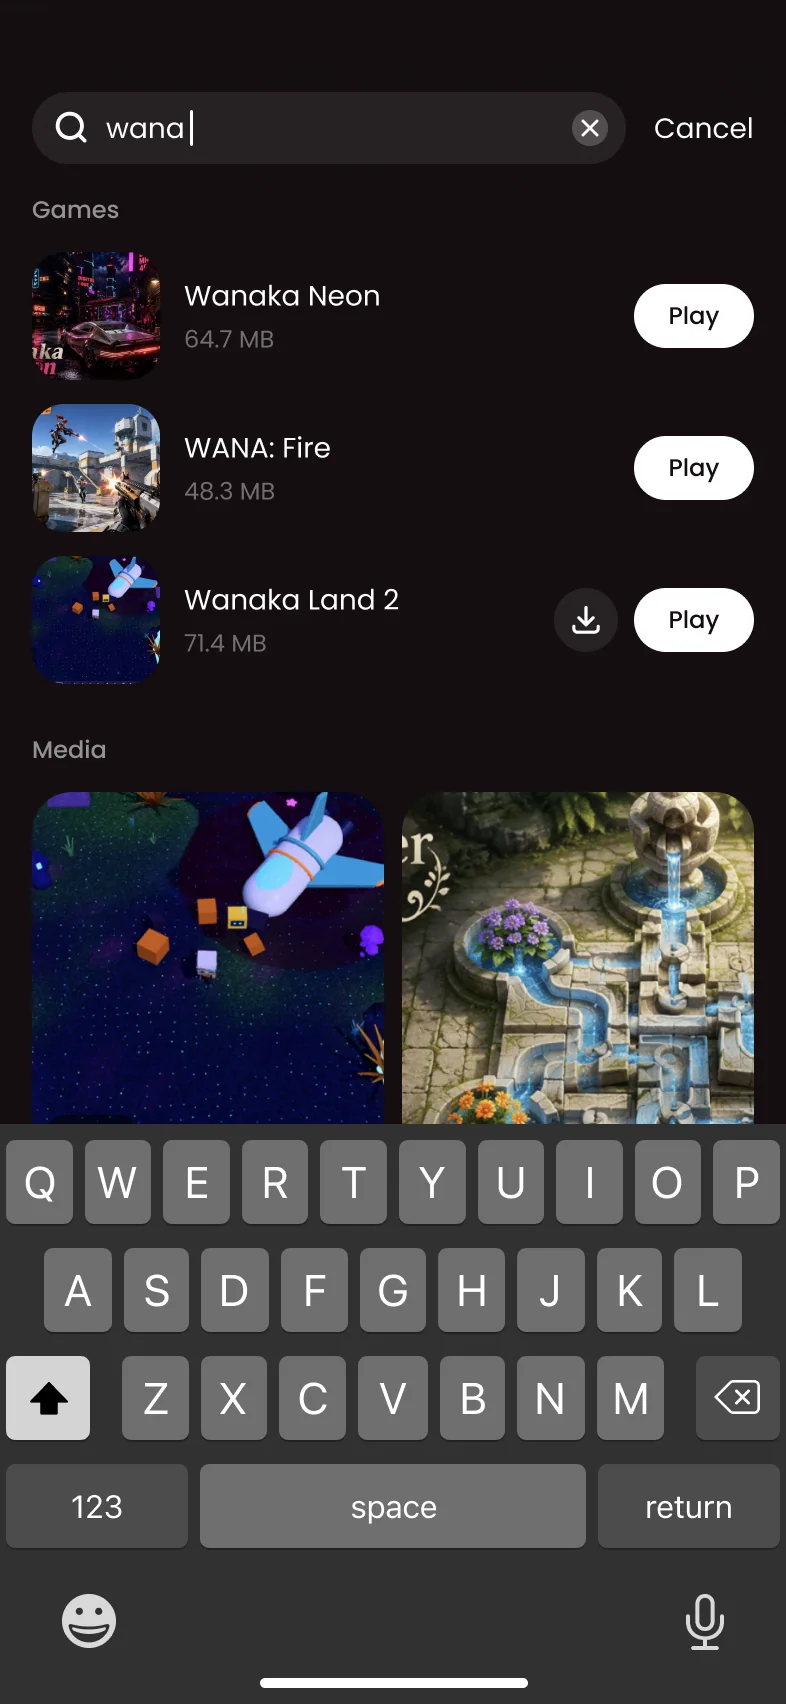 wana
Cancel
Games
Wanaka Neon
64.7 MB
Play
WANA: Fire
48.3 MB
Play
Wanaka Land 2
71.4 MB
Play
Media
Q W E R T Y U I O P
A S D F G H J K L
Z X C V B N M
123 space return